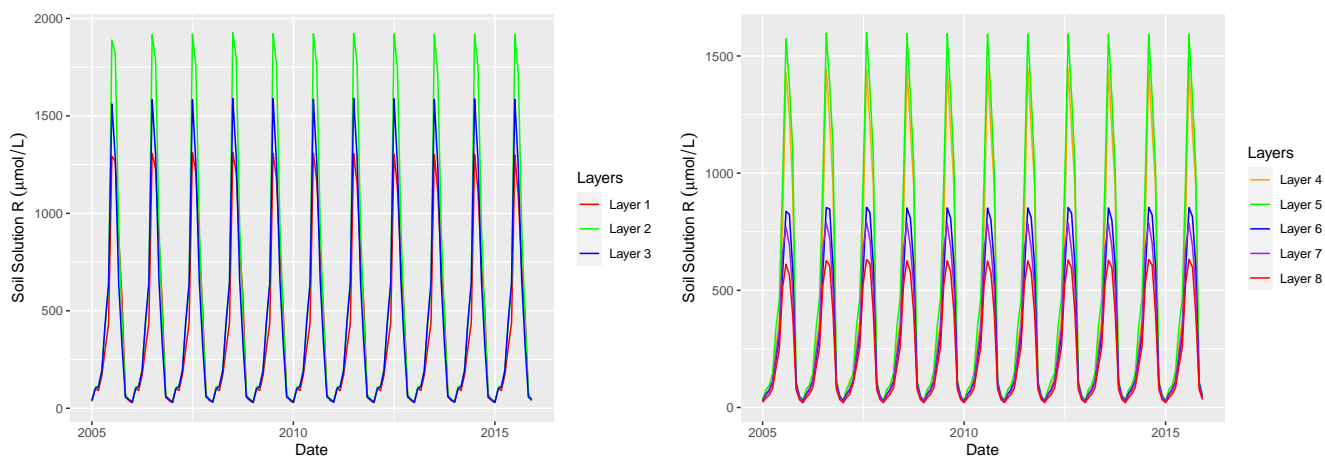 2000
1500
1000
500
0
Soil Solution R (μmol/L)
2005
2010
2015
Date
Layers
Layer 1
Layer 2
Layer 3
1500
1000
500
0
Soil Solution R (μmol/L)
2005
2010
2015
Date
Layers
Layer 4
Layer 5
Layer 6
Layer 7
Layer 8